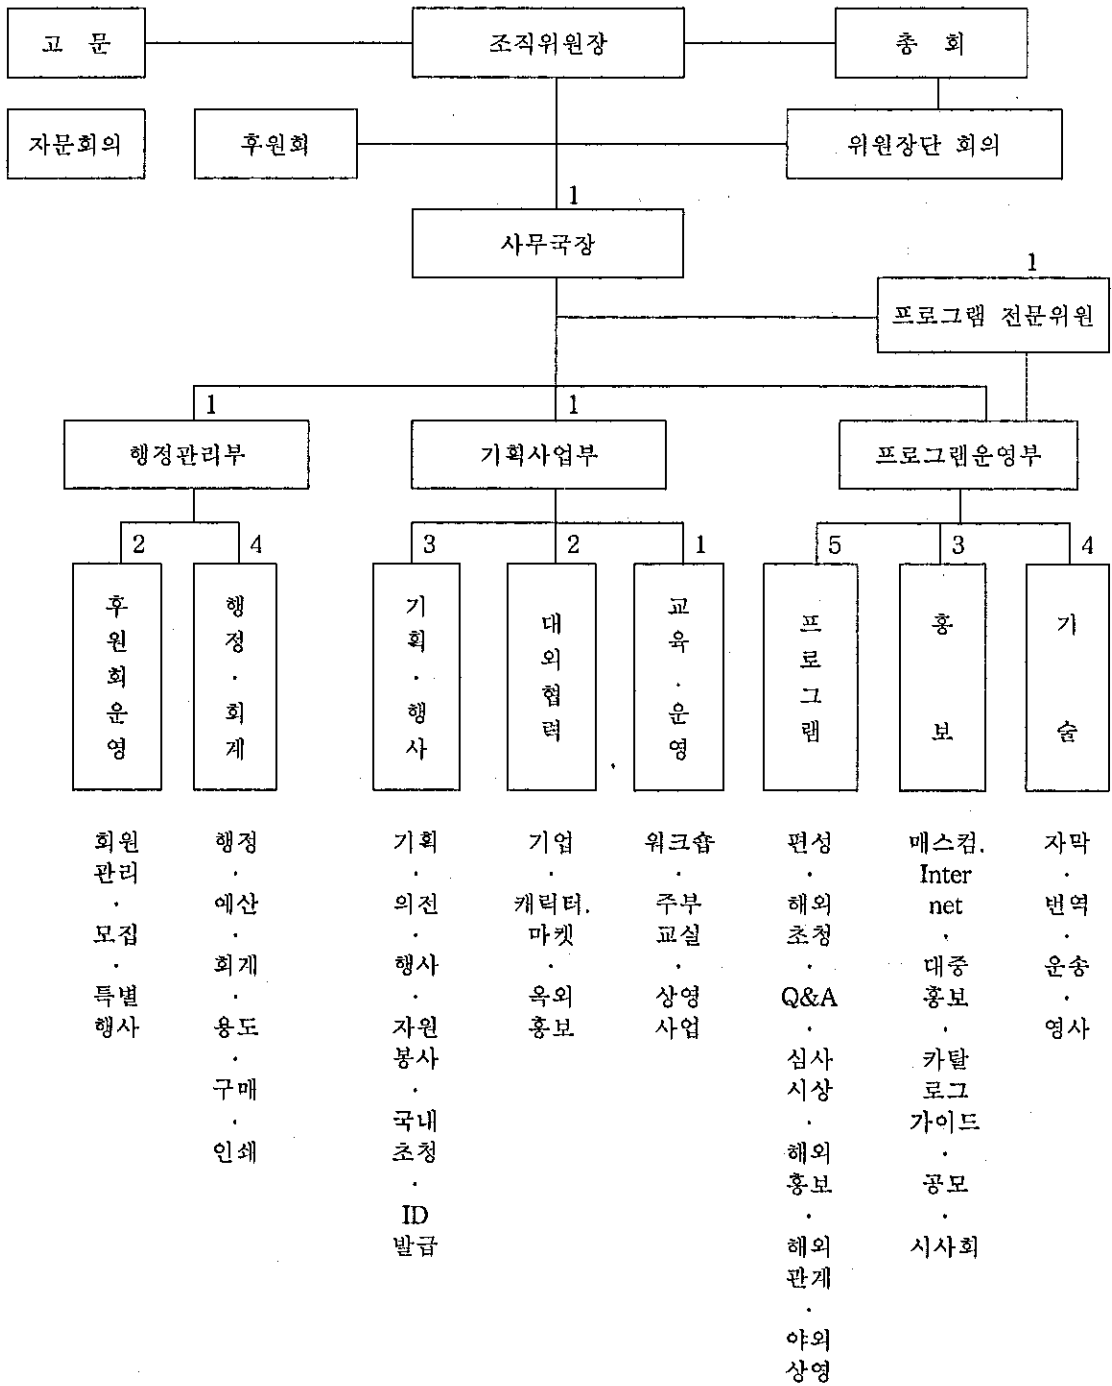 고 문
조직위원장
총 회
자문회의
후원회
위원장단 회의
1
사무국장
1
프로그램 전문위원
1
1
행정관리부
기획사업부
프로그램운영부
2
4
3
2
1
5
3
4
후원회운영
행정·회계
기획·행사
대외협력
교육·운영
프로그램
홍보
기술
회원
관리
·
모집
·
특별
행사
행정
·
예산
·
회계
·
용도
·
구매
·
인쇄
기획
·
의전
·
행사
·
자원
봉사
·
국내
초청
·
ID
발급
기업
·
캐릭터.
마켓
·
옥외
홍보
워크숍
·
주부
교실
·
상영
사업
편성
·
해외
초청
·
Q&A
·
심사
시상
·
해외
홍보
·
해외
관계
·
야외
상영
매스컴.
Inter
net
·
대중
홍보
·
카탈
로그
가이드
·
공모
·
시사회
자막
·
번역
·
운송
·
영사